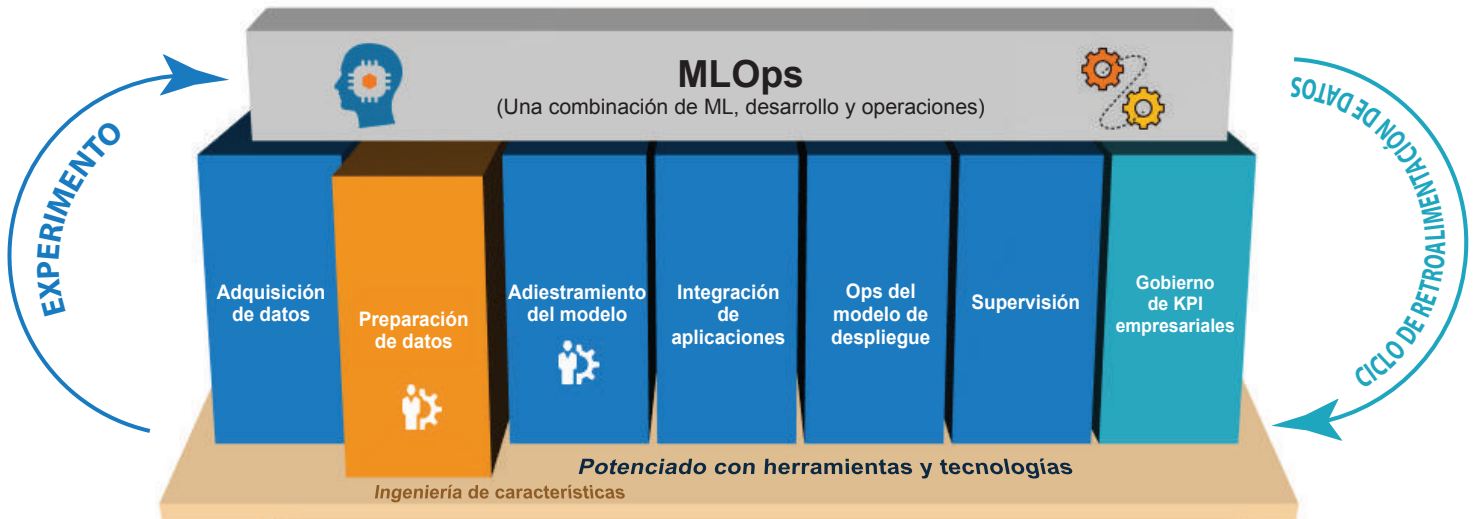 MLOps
(Una combinación de ML, desarrollo y operaciones)
EXPERIMENTO
CICLO DE RETROALIMENTACIÓN DE DATOS
Adquisición
de datos
Preparación
de datos
Adiestramiento
del modelo
Integración
de
aplicaciones
Ops del
modelo de
despliegue
Supervisión
Gobierno
de KPI
empresariales
Potenciado con herramientas y tecnologías
Ingeniería de características